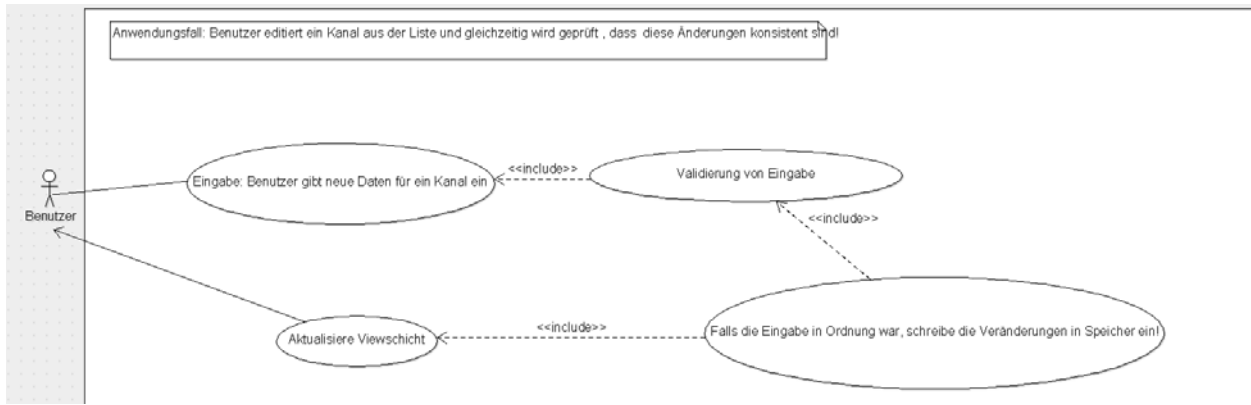 Anwendungsfall: Benutzer editiert ein Kanal aus der Liste und gleichzeitig wird geprüft , dass diese Änderungen konsistent sind!
<<include>>
Eingabe: Benutzer gibt neue Daten für ein Kanal ein
Validierung von Eingabe
Benutzer
<<include>>
Aktualisiere Viewschicht
<<include>>
Falls die Eingabe in Ordnung war, schreibe die Veränderungen in Speicher ein!